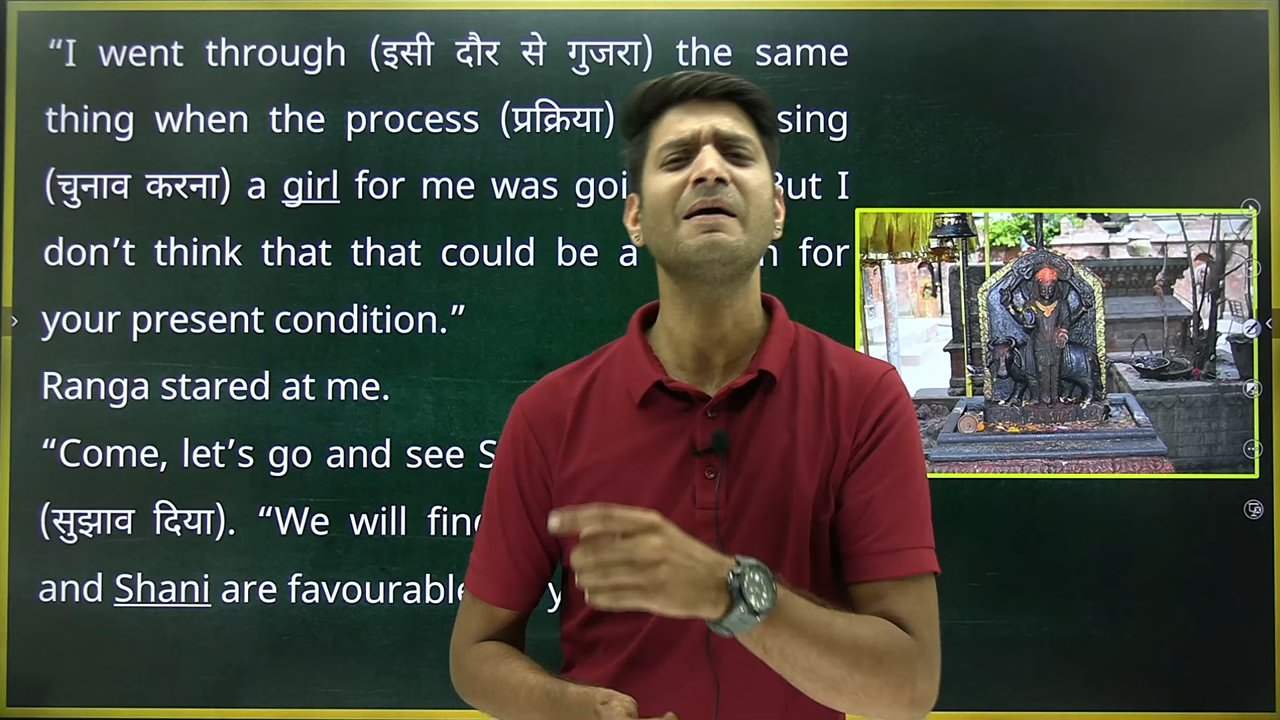 “I went through (इसी दौर से गुजरा) the same
thing when the process (प्रक्रिया) sing
(चुनाव करना) a girl for me was goi But I
don’t think that that could be a n for
your present condition.”
Ranga stared at me.
“Come, let’s go and see S
(सुझाव दिया). “We will find
and Shani are favourable y